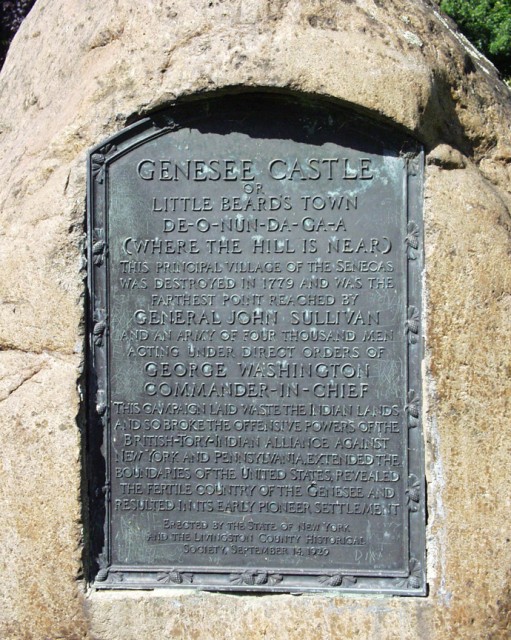 GENESEE CASTLE
OR
LITTLE BEARD'S TOWN
DE-O-NUN-DA-GA-A
(WHERE THE HILL IS NEAR)
THIS PRINCIPAL VILLAGE OF THE SENECAS
WAS DESTROYED IN 1779 AND WAS THE
FARTHEST POINT REACHED BY
GENERAL JOHN SULLIVAN
AND AN ARMY OF FOUR THOUSAND MEN
ACTING UNDER DIRECT ORDERS OF
GEORGE WASHINGTON
COMMANDER-IN-CHIEF
THIS CAMPAIGN LAID WASTE THE INDIAN LANDS
AND SO BROKE THE OFFENSIVE POWERS OF THE
BRITISH-TORY-INDIAN ALLIANCE AGAINST
NEW YORK AND PENNSYLVANIA, EXTENDED THE
BOUNDARIES OF THE UNITED STATES, REVEALED
THE FERTILE COUNTRY OF THE GENESEE AND
RESULTED IN ITS EARLY PIONEER SETTLEMENT
ERECTED BY THE STATE OF NEW YORK
AND THE LIVINGSTON COUNTY HISTORICAL
SOCIETY, SEPTEMBER 14, 1929